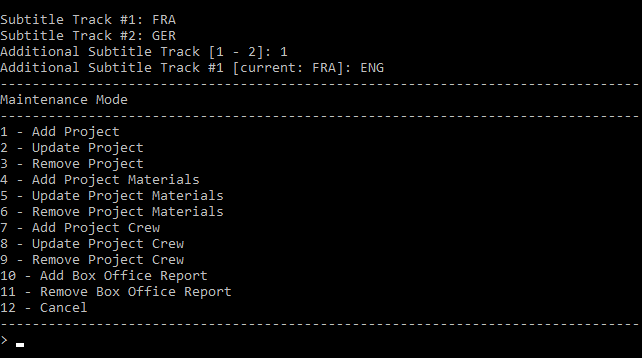 Subtitle Track #1: FRA
Subtitle Track #2: GER
Additional Subtitle Track [1 - 2]: 1
Additional Subtitle Track #1 [current: FRA]: ENG
--------------------------------------------------------------------------------
Maintenance Mode
--------------------------------------------------------------------------------
1 - Add Project
2 - Update Project
3 - Remove Project
4 - Add Project Materials
5 - Update Project Materials
6 - Remove Project Materials
7 - Add Project Crew
8 - Update Project Crew
9 - Remove Project Crew
10 - Add Box Office Report
11 - Remove Box Office Report
12 - Cancel
--------------------------------------------------------------------------------
> _